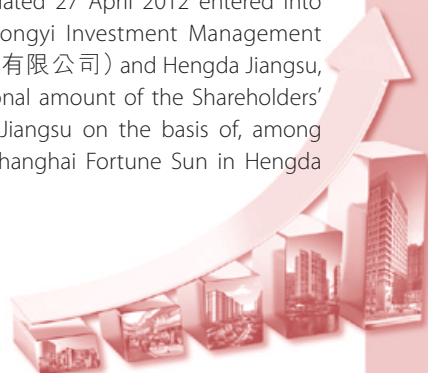 ated 27 April 2012 entered into
ongyi Investment Management
有限公司) and Hengda Jiangsu,
onal amount of the Shareholders'
Jiangsu on the basis of, among
hanghai Fortune Sun in Hengda